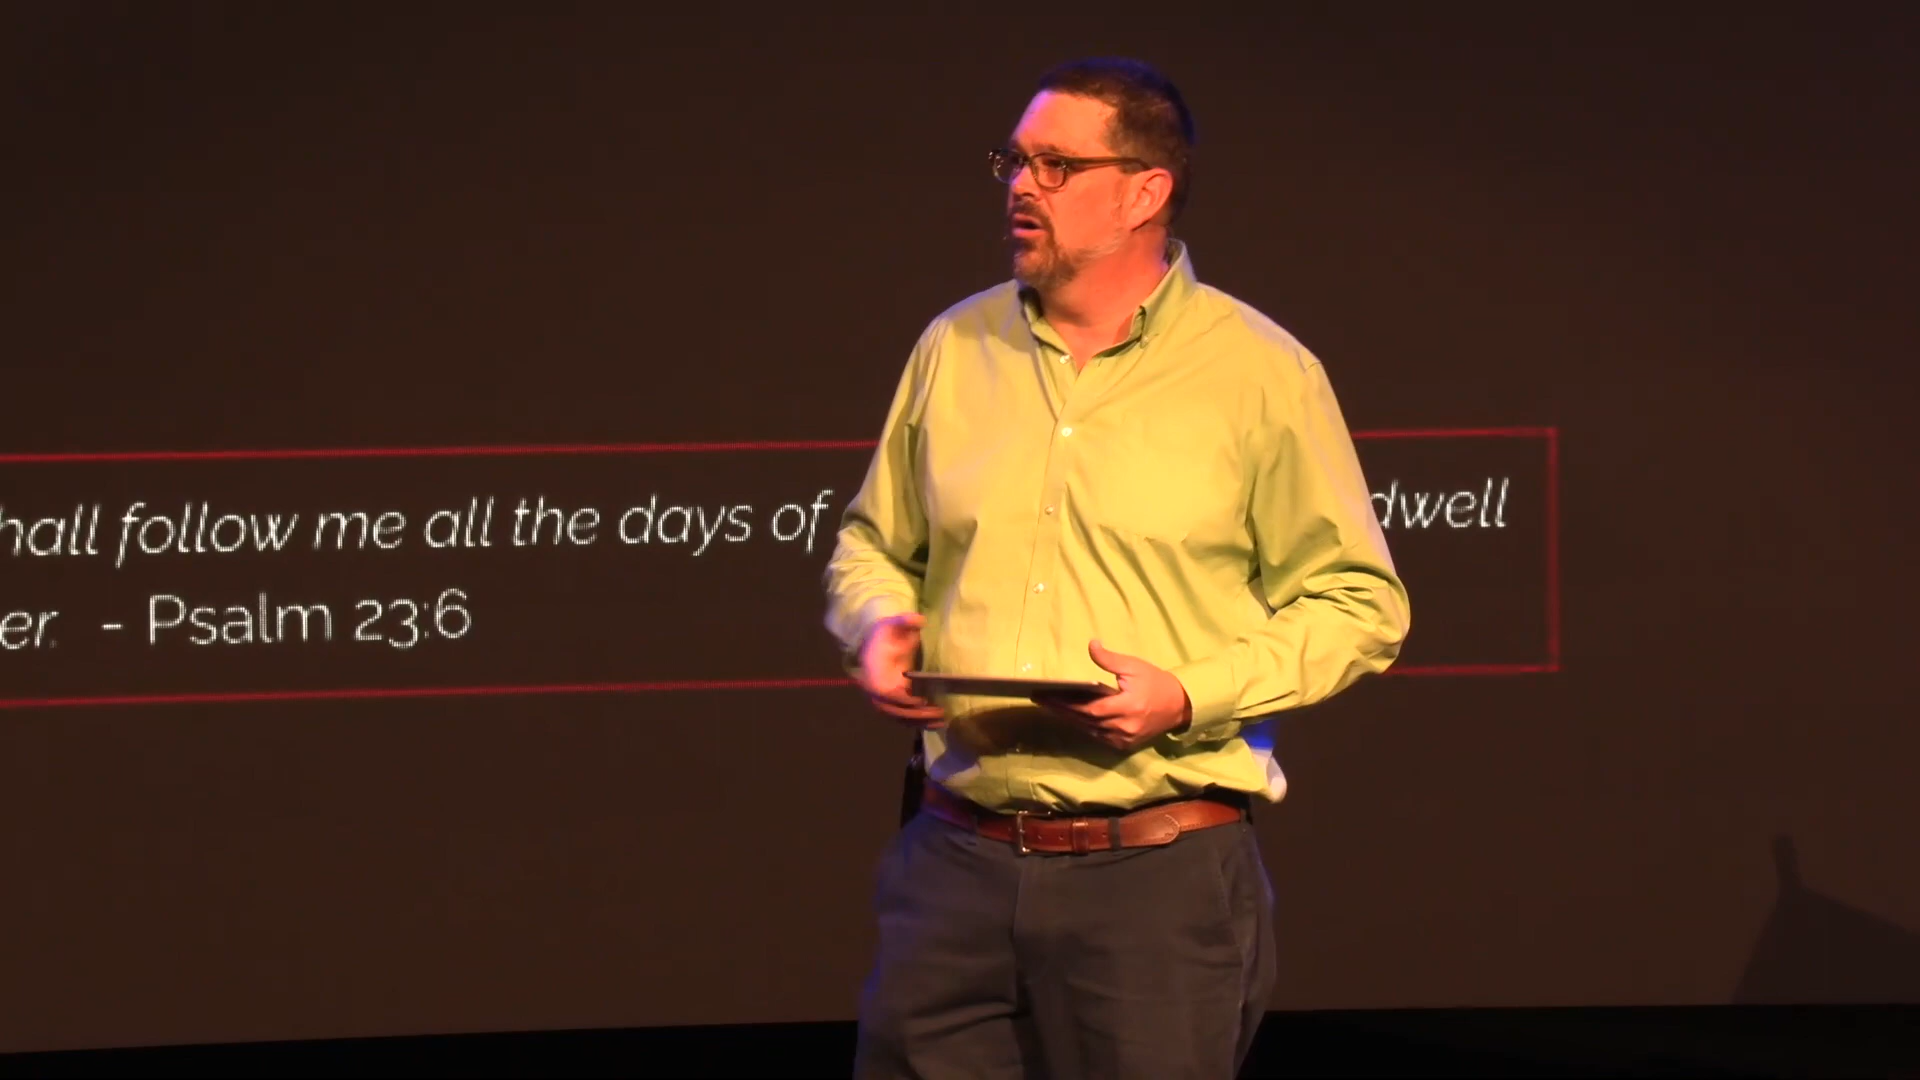 hall follow me all the days of dwell
er. - Psalm 23:6